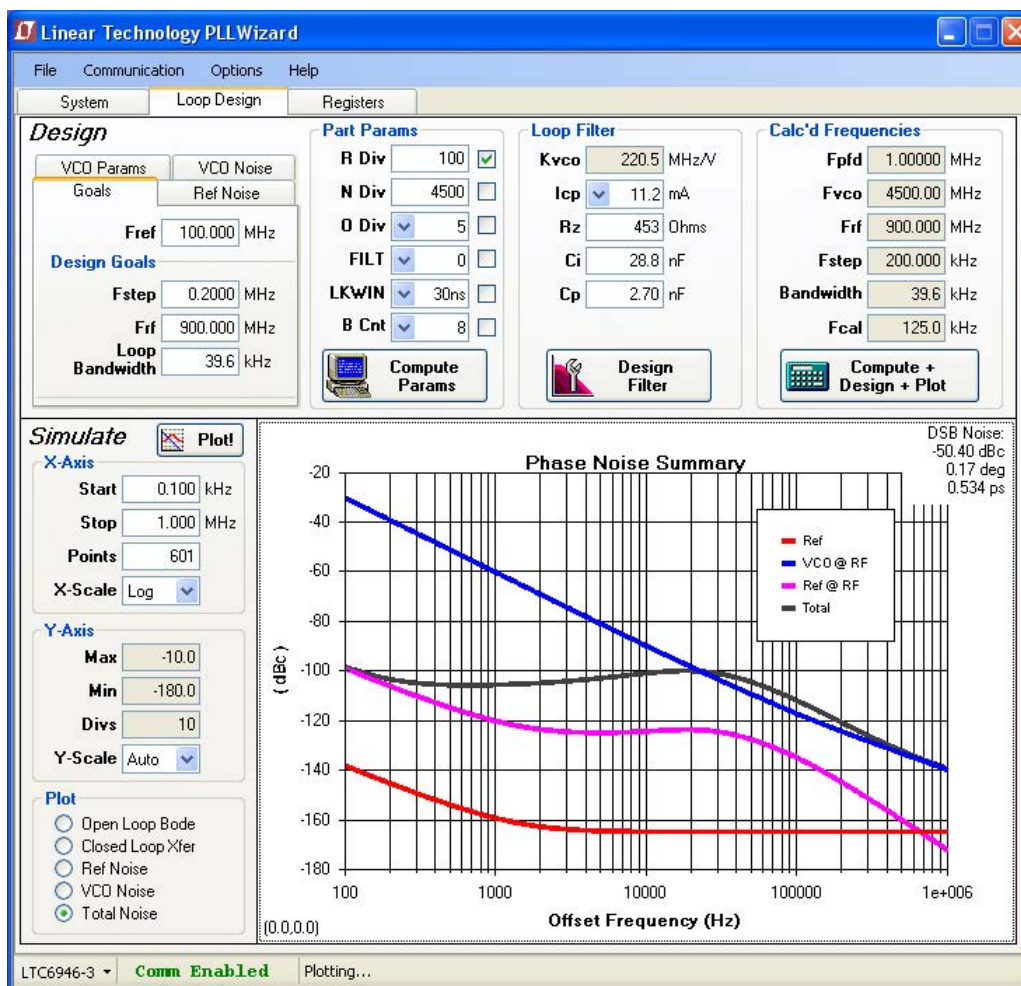 Linear Technology PLLWizard
File Communication Options Help
System Loop Design Registers
Design
VCO Params VCO Noise
Goals Ref Noise
Fref 100.000 MHz
Design Goals
Fstep 0.2000 MHz
Frf 900.000 MHz
Loop Bandwidth 39.6 kHz
Part Params
R Div 100
N Div 4500
O Div 5
FILT 0
LKWIN 30ns
B Cnt 8
Compute Params
Loop Filter
Kvco 220.5 MHz/V
Icp 11.2 mA
Rz 453 Ohms
Ci 28.8 nF
Cp 2.70 nF
Design Filter
Calc'd Frequencies
Fpfd 1.00000 MHz
Fvco 4500.00 MHz
Frf 900.000 MHz
Fstep 200.000 kHz
Bandwidth 39.6 kHz
Fcal 125.0 kHz
Compute + Design + Plot
Simulate Plot!
X-Axis
Start 0.100 kHz
Stop 1.000 MHz
Points 601
X-Scale Log
Y-Axis
Max -10.0
Min -180.0
Divs 10
Y-Scale Auto
Plot
Open Loop Bode
Closed Loop Xfer
Ref Noise
VCO Noise
Total Noise
DSB Noise:
-50.40 dBc
0.17 deg
0.534 ps
Phase Noise Summary
-20
-40
-60
-80
-100
-120
-140
-160
-180
(dBc)
Ref
VCO @ RF
Ref @ RF
Total
100 1000 10000 100000 1e+006
Offset Frequency (Hz)
(0.0,0.0)
LTC6946-3 Comm Enabled Plotting...